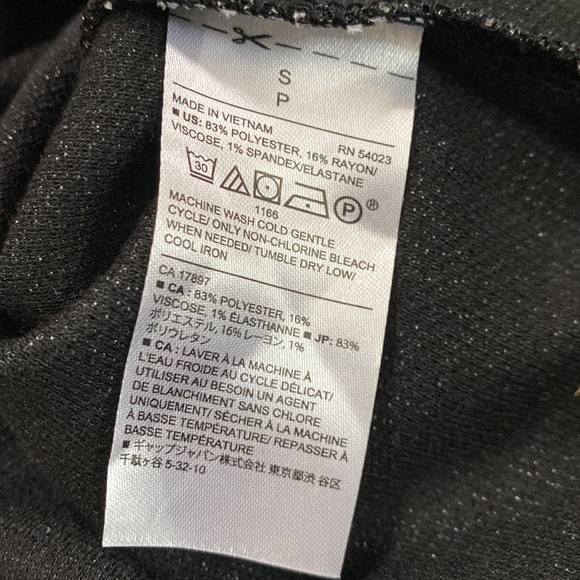 S
P
MADE IN VIETNAM
RN 54023
■ US: 83% POLYESTER, 16% RAYON/
VISCOSE, 1% SPANDEX/ELASTANE
30
P
®
1166
MACHINE WASH COLD GENTLE
CYCLE/ ONLY NON-CHLORINE BLEACH
WHEN NEEDED/ TUMBLE DRY LOW/
COOL IRON
CA 17897
■ CA : 83% POLYESTER, 16%
VISCOSE, 1% ÉLASTHANNE ■ JP: 83%
ポリエステル, 16% レーヨン, 1%
ポリウレタン
■ CA : LAVER À LA MACHINE À
L'EAU FROIDE AU CYCLE DÉLICAT/
UTILISER AU BESOIN UN AGENT
DE BLANCHIMENT SANS CHLORE
UNIQUEMENT/ SÉCHER À LA MACHINE
À BASSE TEMPÉRATURE/ REPASSER À
BASSE TEMPÉRATURE
■ ギャップジャパン株式会社 東京都渋谷区
千駄ヶ谷 5-32-10